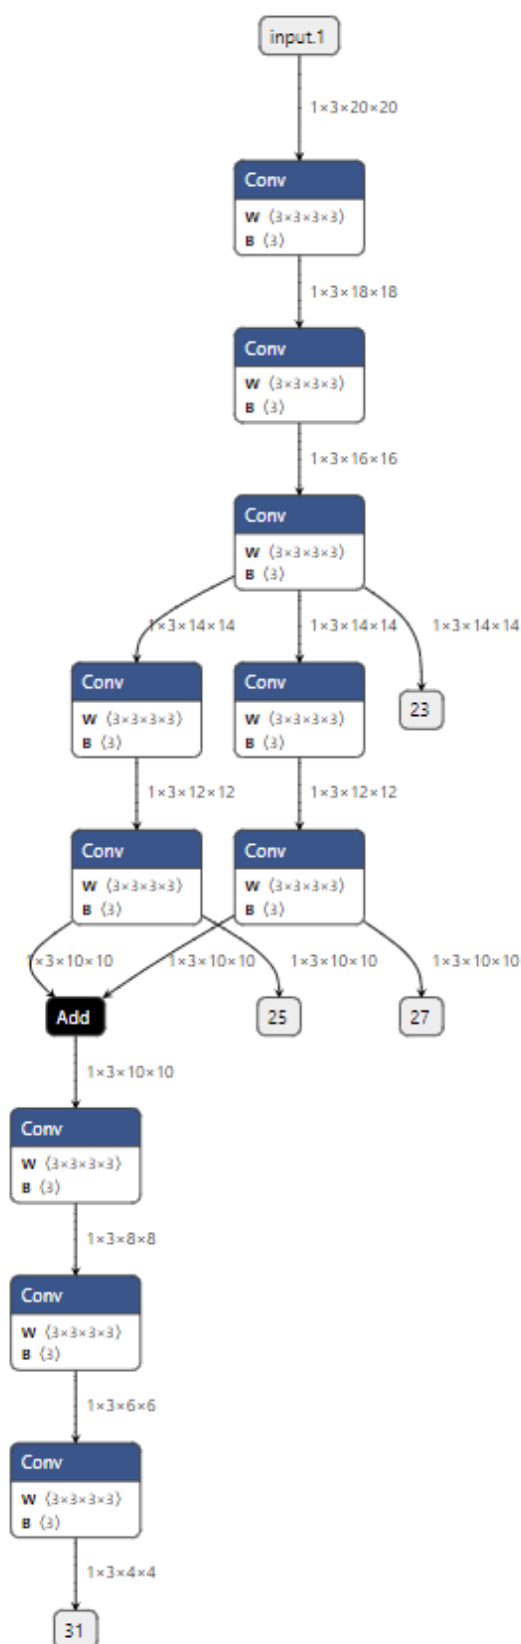 input.1
1×3×20×20
Conv
W ⟨3×3×3×3⟩
B ⟨3⟩
1×3×18×18
Conv
W ⟨3×3×3×3⟩
B ⟨3⟩
1×3×16×16
Conv
W ⟨3×3×3×3⟩
B ⟨3⟩
1×3×14×14
1×3×14×14
1×3×14×14
Conv
W ⟨3×3×3×3⟩
B ⟨3⟩
Conv
W ⟨3×3×3×3⟩
B ⟨3⟩
23
1×3×12×12
1×3×12×12
Conv
W ⟨3×3×3×3⟩
B ⟨3⟩
Conv
W ⟨3×3×3×3⟩
B ⟨3⟩
1×3×10×10
1×3×10×10
1×3×10×10
1×3×10×10
Add
25
27
1×3×10×10
Conv
W ⟨3×3×3×3⟩
B ⟨3⟩
1×3×8×8
Conv
W ⟨3×3×3×3⟩
B ⟨3⟩
1×3×6×6
Conv
W ⟨3×3×3×3⟩
B ⟨3⟩
1×3×4×4
31